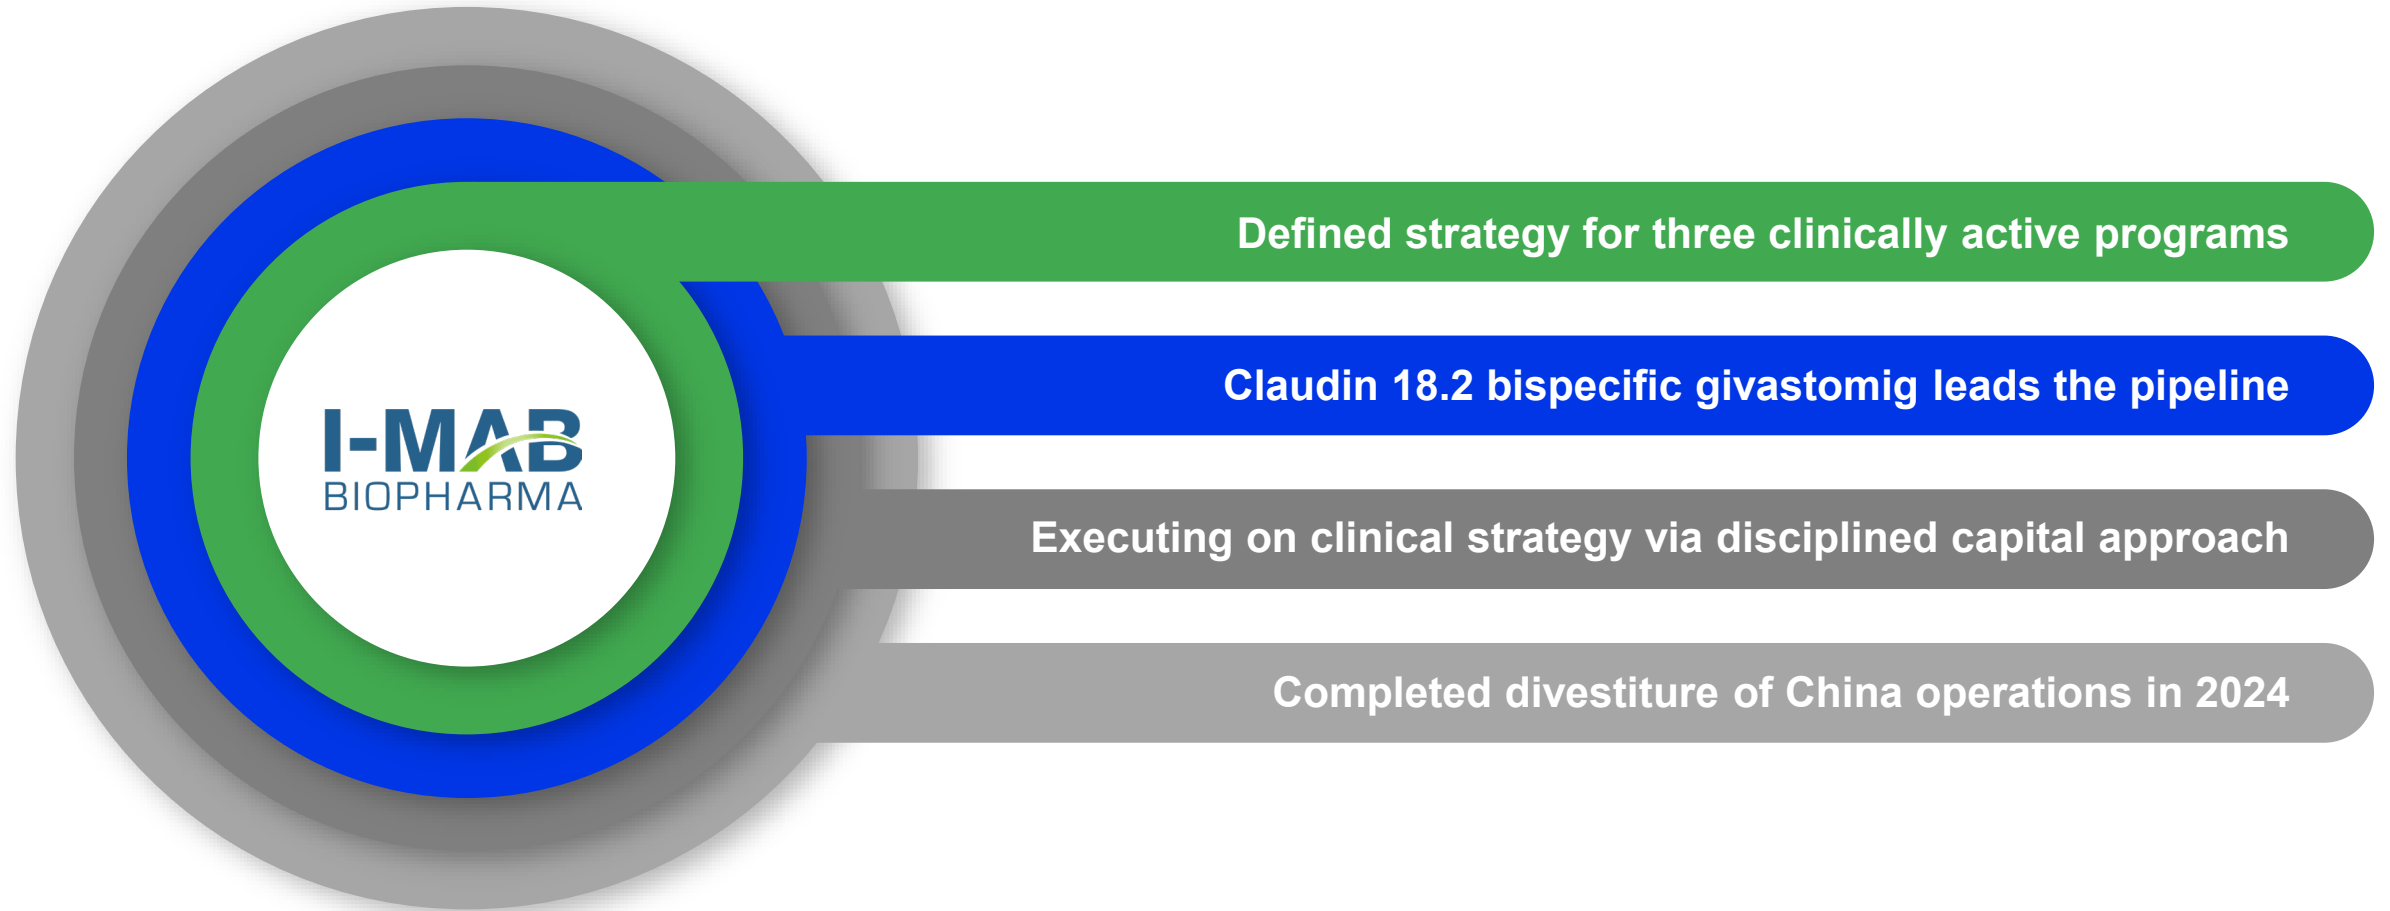 Defined strategy for three clinically active programs
Claudin 18.2 bispecific givastomig leads the pipeline
I-MAB
BIOPHARMA
Executing on clinical strategy via disciplined capital approach
Completed divestiture of China operations in 2024